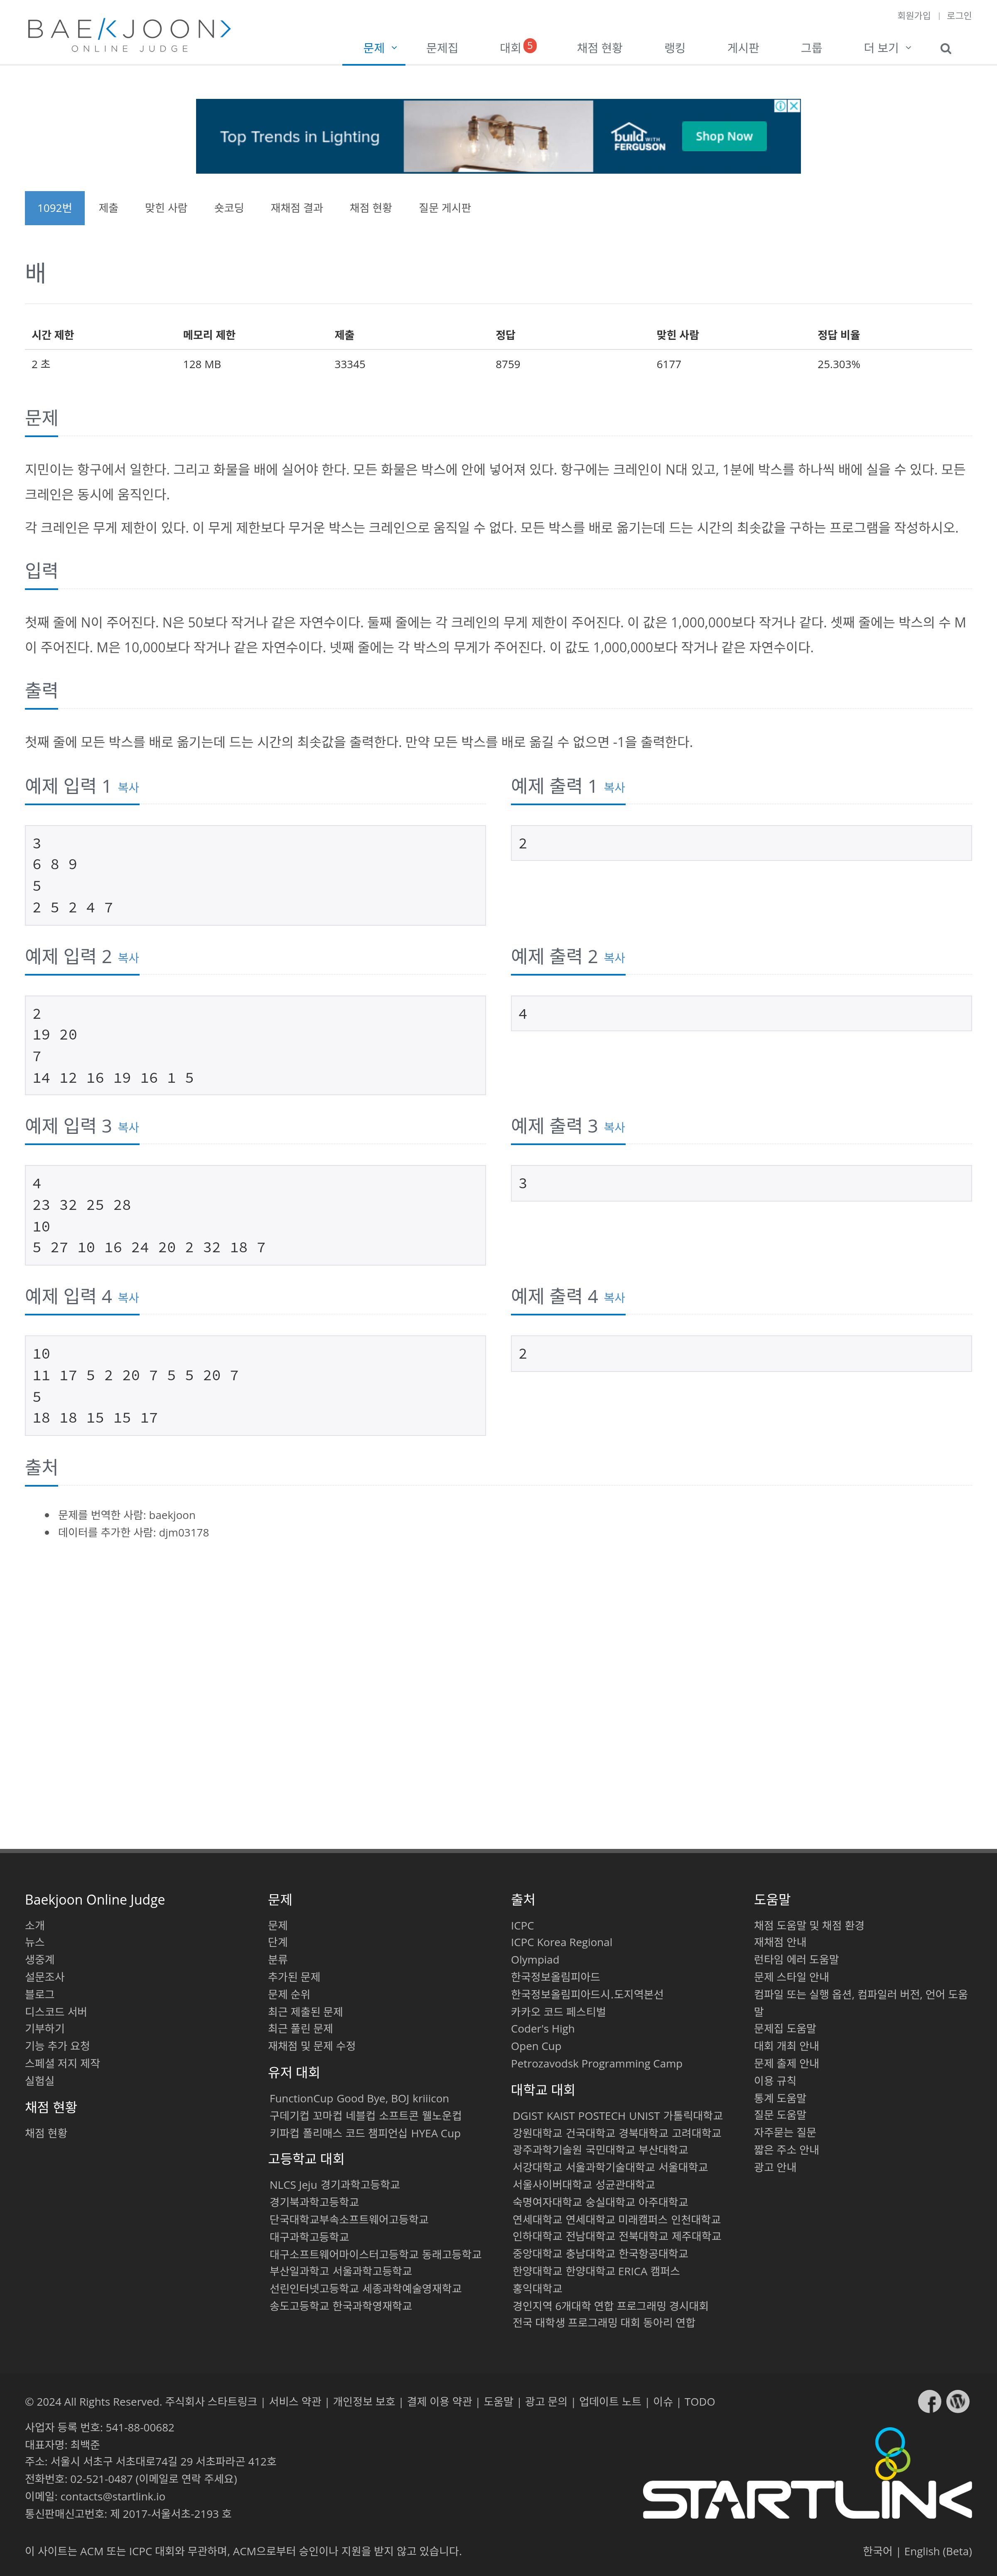 회원가입 | 로그인
BAEKJOON>
ONLINE JUDGE
문제 문제집 대회 5 채점 현황 랭킹 게시판 그룹 더 보기
Top Trends in Lighting build with FERGUSON Shop Now
1092번 제출 맞힌 사람 숏코딩 재채점 결과 채점 현황 질문 게시판
배
시간 제한 메모리 제한 제출 정답 맞힌 사람 정답 비율
2 초 128 MB 33345 8759 6177 25.303%
문제
지민이는 항구에서 일한다. 그리고 화물을 배에 실어야 한다. 모든 화물은 박스에 안에 넣어져 있다. 항구에는 크레인이 N대 있고, 1분에 박스를 하나씩 배에 실을 수 있다. 모든
크레인은 동시에 움직인다.
각 크레인은 무게 제한이 있다. 이 무게 제한보다 무거운 박스는 크레인으로 움직일 수 없다. 모든 박스를 배로 옮기는데 드는 시간의 최솟값을 구하는 프로그램을 작성하시오.
입력
첫째 줄에 N이 주어진다. N은 50보다 작거나 같은 자연수이다. 둘째 줄에는 각 크레인의 무게 제한이 주어진다. 이 값은 1,000,000보다 작거나 같다. 셋째 줄에는 박스의 수 M
이 주어진다. M은 10,000보다 작거나 같은 자연수이다. 넷째 줄에는 각 박스의 무게가 주어진다. 이 값도 1,000,000보다 작거나 같은 자연수이다.
출력
첫째 줄에 모든 박스를 배로 옮기는데 드는 시간의 최솟값을 출력한다. 만약 모든 박스를 배로 옮길 수 없으면 -1을 출력한다.
예제 입력 1 복사
3
6 8 9
5
2 5 2 4 7
예제 출력 1 복사
2
예제 입력 2 복사
2
19 20
7
14 12 16 19 16 1 5
예제 출력 2 복사
4
예제 입력 3 복사
4
23 32 25 28
10
5 27 10 16 24 20 2 32 18 7
예제 출력 3 복사
3
예제 입력 4 복사
10
11 17 5 2 20 7 5 5 20 7
5
18 18 15 15 17
예제 출력 4 복사
2
출처
문제를 번역한 사람: baekjoon
데이터를 추가한 사람: djm03178
Baekjoon Online Judge
소개
뉴스
생중계
설문조사
블로그
디스코드 서버
기부하기
기능 추가 요청
스페셜 저지 제작
실험실
채점 현황
채점 현황
문제
문제
단계
분류
추가된 문제
문제 순위
최근 제출된 문제
최근 풀린 문제
재채점 및 문제 수정
유저 대회
FunctionCup Good Bye, BOJ kriiicon
구데기컵 꼬마컵 네블컵 소프트콘 웰노운컵
키파컵 폴리매스 코드 챔피언십 HYEA Cup
고등학교 대회
NLCS Jeju 경기과학고등학교
경기북과학고등학교
단국대학교부속소프트웨어고등학교
대구과학고등학교
대구소프트웨어마이스터고등학교 동래고등학교
부산일과학고 서울과학고등학교
선린인터넷고등학교 세종과학예술영재학교
송도고등학교 한국과학영재학교
출처
ICPC
ICPC Korea Regional
Olympiad
한국정보올림피아드
한국정보올림피아드시.도지역본선
카카오 코드 페스티벌
Coder's High
Open Cup
Petrozavodsk Programming Camp
대학교 대회
DGIST KAIST POSTECH UNIST 가톨릭대학교
강원대학교 건국대학교 경북대학교 고려대학교
광주과학기술원 국민대학교 부산대학교
서강대학교 서울과학기술대학교 서울대학교
서울사이버대학교 성균관대학교
숙명여자대학교 숭실대학교 아주대학교
연세대학교 연세대학교 미래캠퍼스 인천대학교
인하대학교 전남대학교 전북대학교 제주대학교
중앙대학교 충남대학교 한국항공대학교
한양대학교 한양대학교 ERICA 캠퍼스
홍익대학교
경인지역 6개대학 연합 프로그래밍 경시대회
전국 대학생 프로그래밍 대회 동아리 연합
도움말
채점 도움말 및 채점 환경
재채점 안내
런타임 에러 도움말
문제 스타일 안내
컴파일 또는 실행 옵션, 컴파일러 버전, 언어 도움
말
문제집 도움말
대회 개최 안내
문제 출제 안내
이용 규칙
통계 도움말
질문 도움말
자주묻는 질문
짧은 주소 안내
광고 안내
© 2024 All Rights Reserved. 주식회사 스타트링크 | 서비스 약관 | 개인정보 보호 | 결제 이용 약관 | 도움말 | 광고 문의 | 업데이트 노트 | 이슈 | TODO
사업자 등록 번호: 541-88-00682
대표자명: 최백준
주소: 서울시 서초구 서초대로74길 29 서초파라곤 412호
전화번호: 02-521-0487 (이메일로 연락 주세요)
이메일: contacts@startlink.io
통신판매신고번호: 제 2017-서울서초-2193 호
STARTLINK
이 사이트는 ACM 또는 ICPC 대회와 무관하며, ACM으로부터 승인이나 지원을 받지 않고 있습니다.
한국어 | English (Beta)